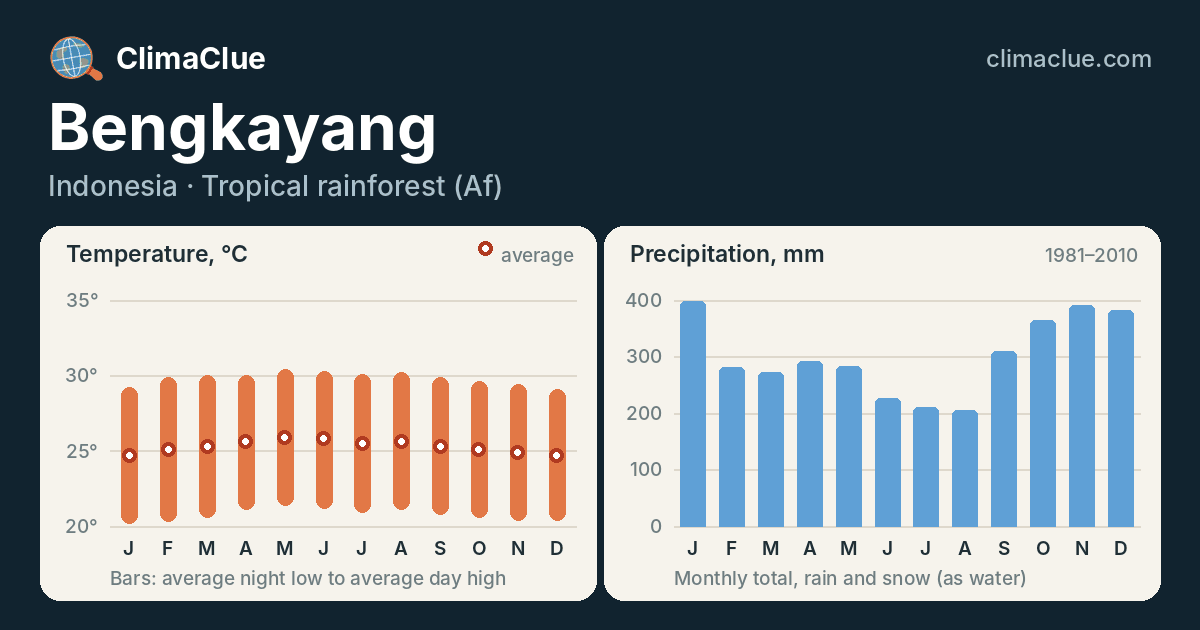 ClimaClue
climaclue.com
Bengkayang
Indonesia · Tropical rainforest (Af)
Temperature, °C
average
35°
30°
25°
20°
J F M A M J J A S O N D
Bars: average night low to average day high
Precipitation, mm
1981–2010
400
300
200
100
0
J F M A M J J A S O N D
Monthly total, rain and snow (as water)